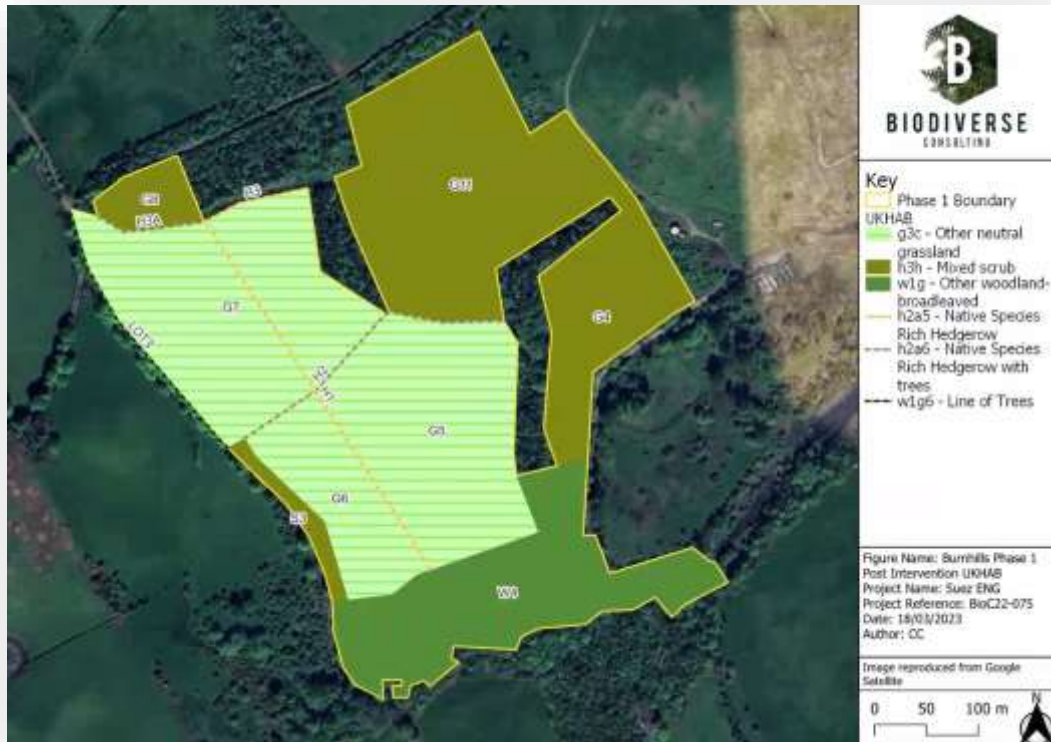 B
BIODIVERSE
CONSULTING
Key
Phase 1 Boundary
UKHAB
g3c - Other neutral
grassland
h3h - Mixed scrub
w1g - Other woodland-
broadleaved
h2a5 - Native Species
Rich Hedgerow
h2a6 - Native Species
Rich Hedgerow with
trees
w1g6 - Line of Trees
Figure Name: Burnhills Phase 1
Post Intervention UKHAB
Project Name: Suez ENG
Project Reference: BioC22-075
Date: 18/03/2023
Author: CC
Image reproduced from Google
Satellite
0 50 100 m
N
H3A
G7
G4
G6
W9